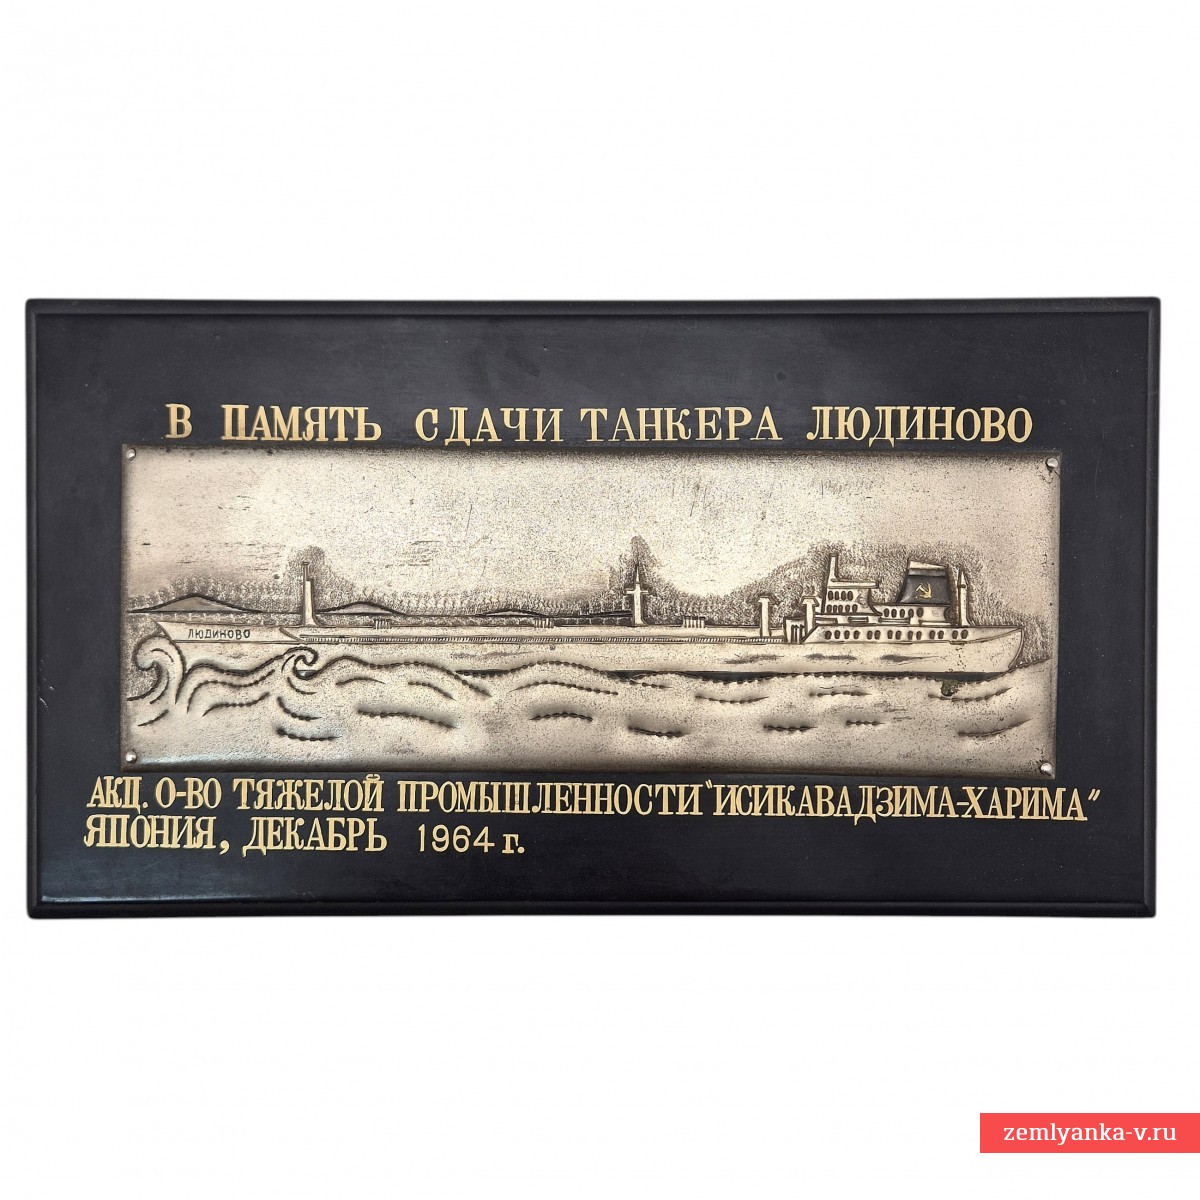 В ПАМЯТЬ СДАЧИ ТАНКЕРА ЛЮДИНОВО
ЛЮДИНОВО
АКЦ. О-ВО ТЯЖЕЛОЙ ПРОМЫШЛЕННОСТИ "ИСИКАВАДЗИМА-ХАРИМА"
ЯПОНИЯ, ДЕКАБРЬ 1964 г.
zemlyanka-v.ru